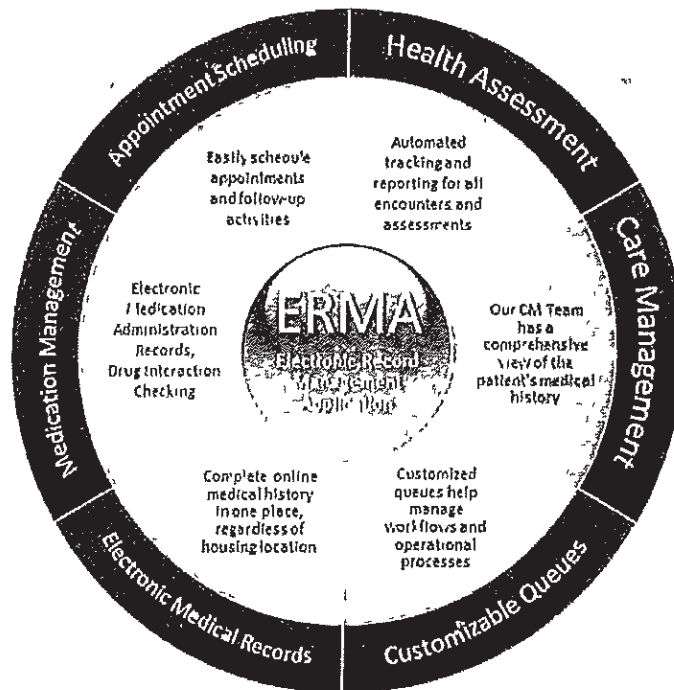 Appointment Scheduling
Health Assessment
Easily schedule
appointments
and follow-up
activities
Automated
tracking and
reporting for all
encounters and
assessments
Medication Management
Electronic
Medication
Administration
Records,
Drug Interaction
Checking
ERMA
Electronic Record
Management
Application
Our CM Team
has a
comprehensive
view of the
patient's medical
history
Care Management
Complete online
medical history
in one place,
regardless of
housing location
Customized
queues help
manage
workflows and
operational
processes
Electronic Medical Records
Customizable Queues